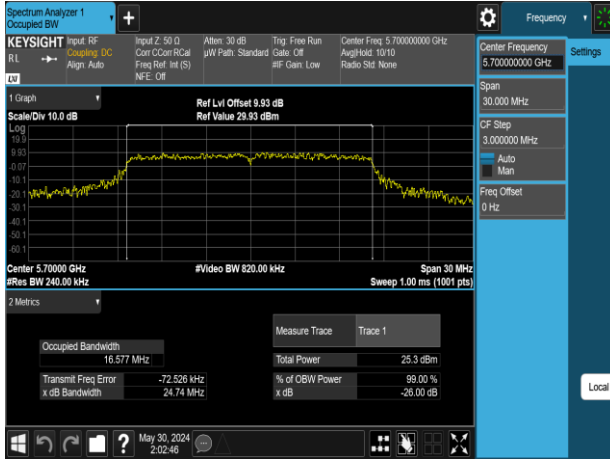 Spectrum Analyzer 1
Occupied BW
+
Frequency
KEYSIGHT
RL
LXI
Input: RF
Coupling: DC
Align: Auto
Input Z: 50 Ω
Corr CCorr RCal
Freq Ref: Int (S)
NFE: Off
Atten: 30 dB
µW Path: Standard
Trig: Free Run
Gate: Off
#IF Gain: Low
Center Freq: 5.700000000 GHz
Avg|Hold: 10/10
Radio Std: None
Center Frequency
5.700000000 GHz
Settings
Span
30.000 MHz
CF Step
3.000000 MHz
Auto
Man
Freq Offset
0 Hz
Local
1 Graph
Scale/Div 10.0 dB
Ref Lvl Offset 9.93 dB
Ref Value 29.93 dBm
Log
19.9
9.93
-0.07
-10.1
-20.1
-30.1
-40.1
-50.1
-60.1
Center 5.70000 GHz
#Res BW 240.00 kHz
#Video BW 820.00 kHz
Span 30 MHz
Sweep 1.00 ms (1001 pts)
2 Metrics
Measure Trace
Trace 1
Occupied Bandwidth
16.577 MHz
Total Power
25.3 dBm
Transmit Freq Error
-72.526 kHz
% of OBW Power
99.00 %
x dB Bandwidth
24.74 MHz
x dB
-26.00 dB
?
May 30, 2024
2:02:46